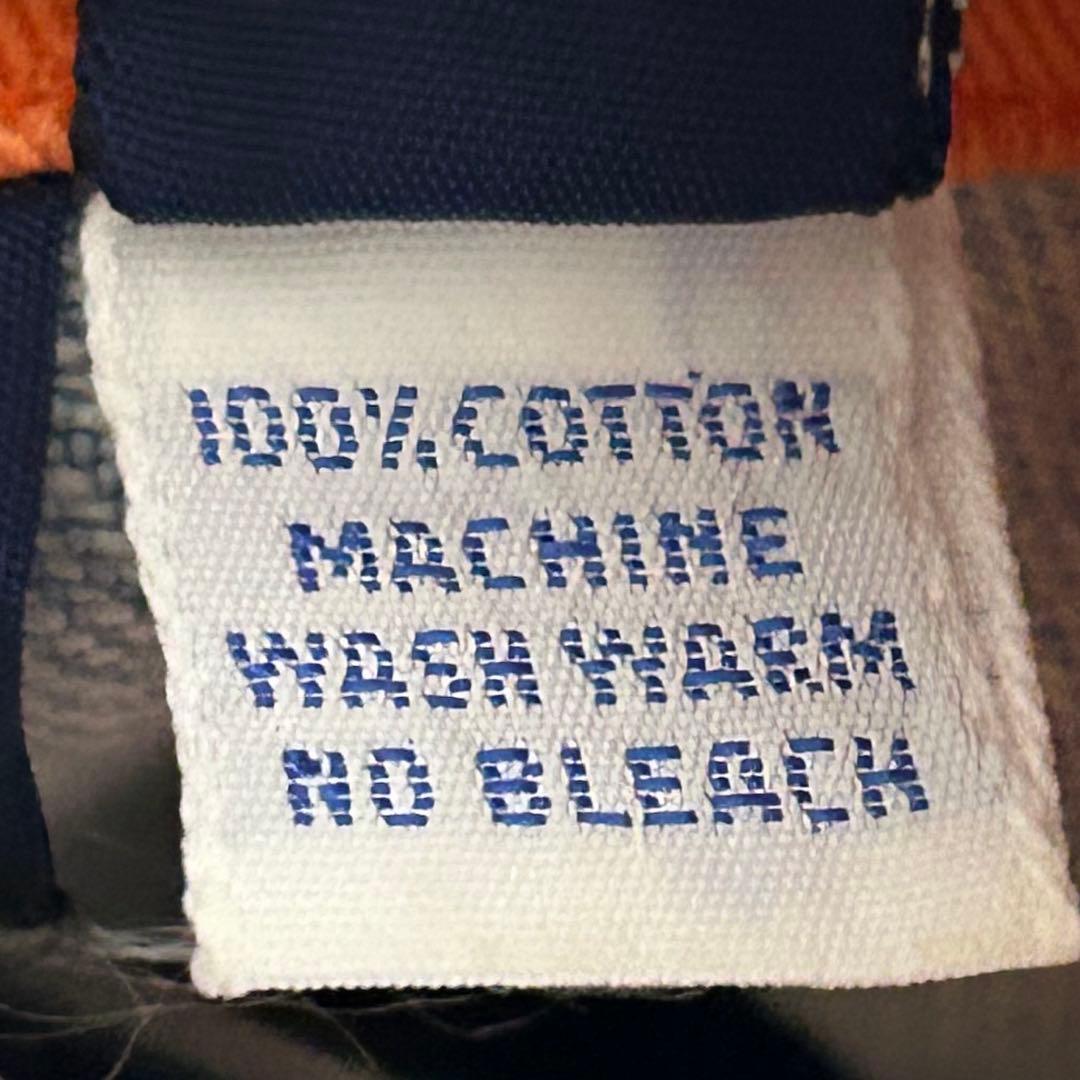 100% COTTON
MACHINE
WASH WARM
NO BLEACH